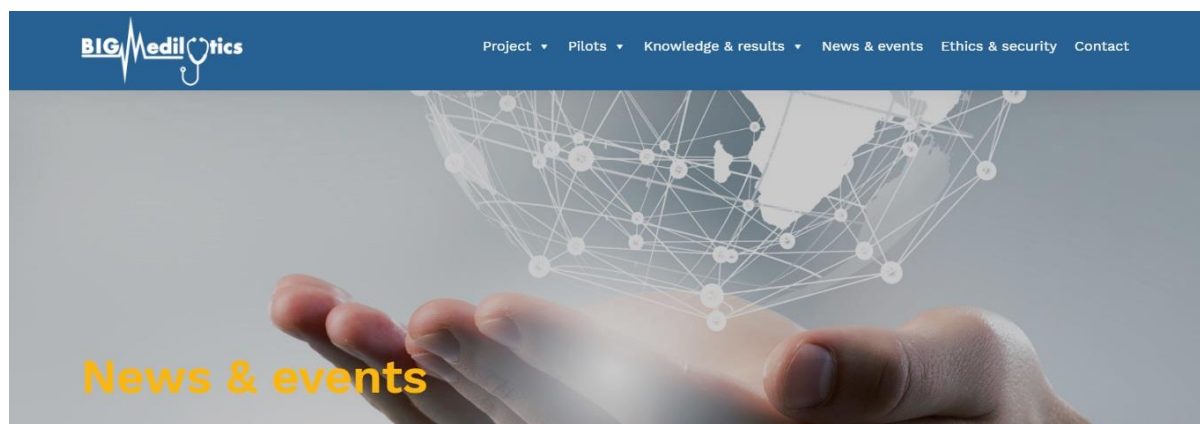 BIGMedilytics
Project ▾ Pilots ▾ Knowledge & results ▾ News & events Ethics & security Contact
News & events